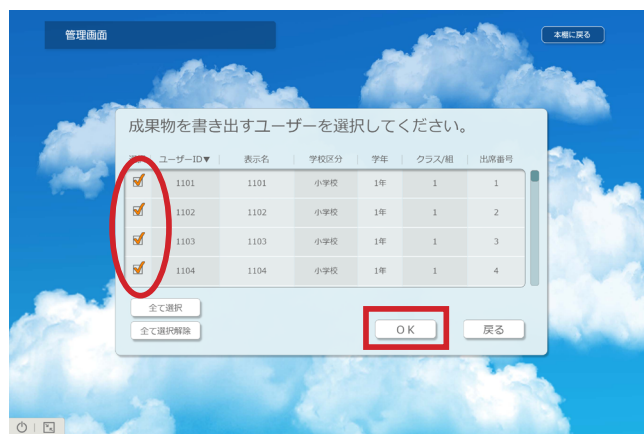 管理画面
本棚に戻る
成果物を書き出すユーザーを選択してください。
ユーザーID▼ 表示名 学校区分 学年 クラス/組 出席番号
1101 1101 小学校 1年 1 1
1102 1102 小学校 1年 1 2
1103 1103 小学校 1年 1 3
1104 1104 小学校 1年 1 4
全て選択
全て選択解除
OK
戻る